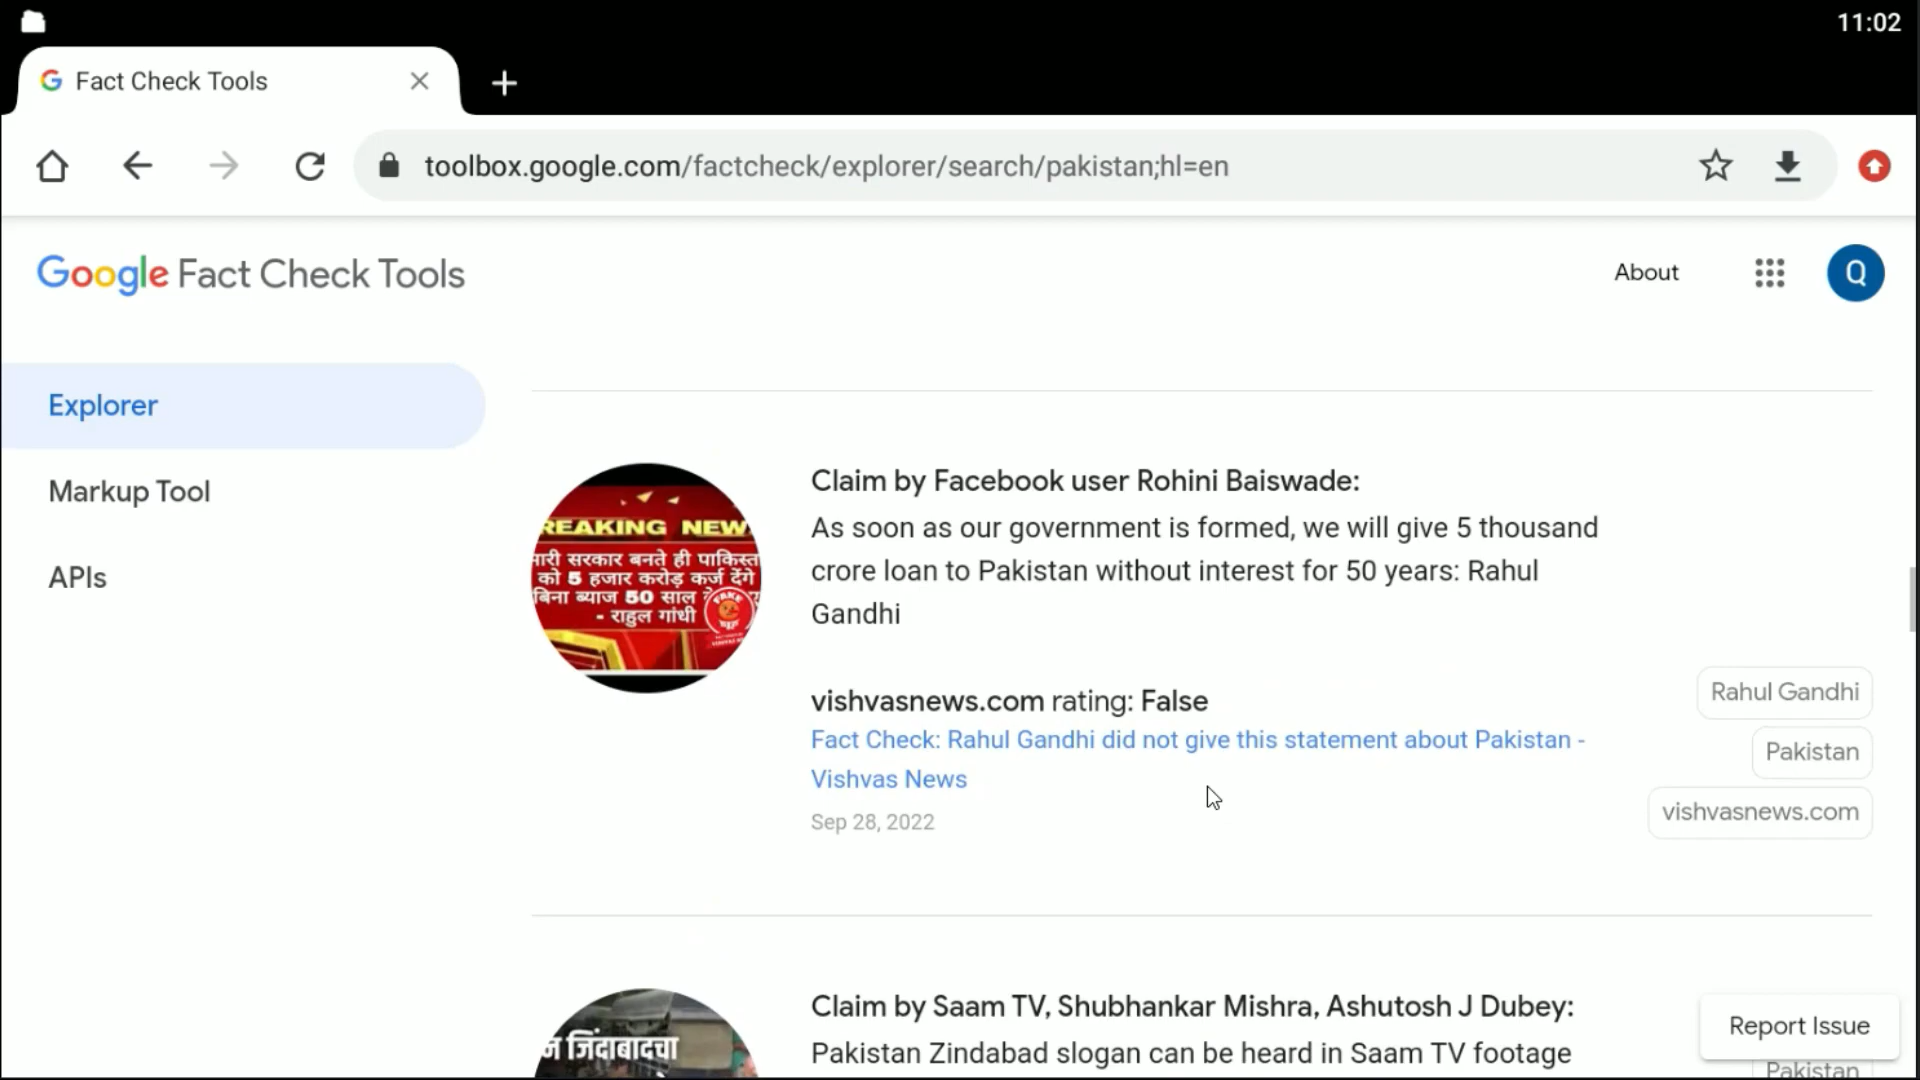 11:02
Fact Check Tools
toolbox.google.com/factcheck/explorer/search/pakistan;hl=en
Google Fact Check Tools
About
Q
Explorer
Markup Tool
APIs
REAKING NEW
मारी सरकार बनते ही पाकिस्त
को 5 हजार करोड़ कर्ज देंगे
बिना ब्याज 50 साल
- राहुल गांधी
FAKE
Claim by Facebook user Rohini Baiswade:
As soon as our government is formed, we will give 5 thousand
crore loan to Pakistan without interest for 50 years: Rahul
Gandhi
vishvasnews.com rating: False
Fact Check: Rahul Gandhi did not give this statement about Pakistan -
Vishvas News
Sep 28, 2022
Rahul Gandhi
Pakistan
vishvasnews.com
न जिंदाबादचा
Claim by Saam TV, Shubhankar Mishra, Ashutosh J Dubey:
Pakistan Zindabad slogan can be heard in Saam TV footage
Report Issue
Pakistan